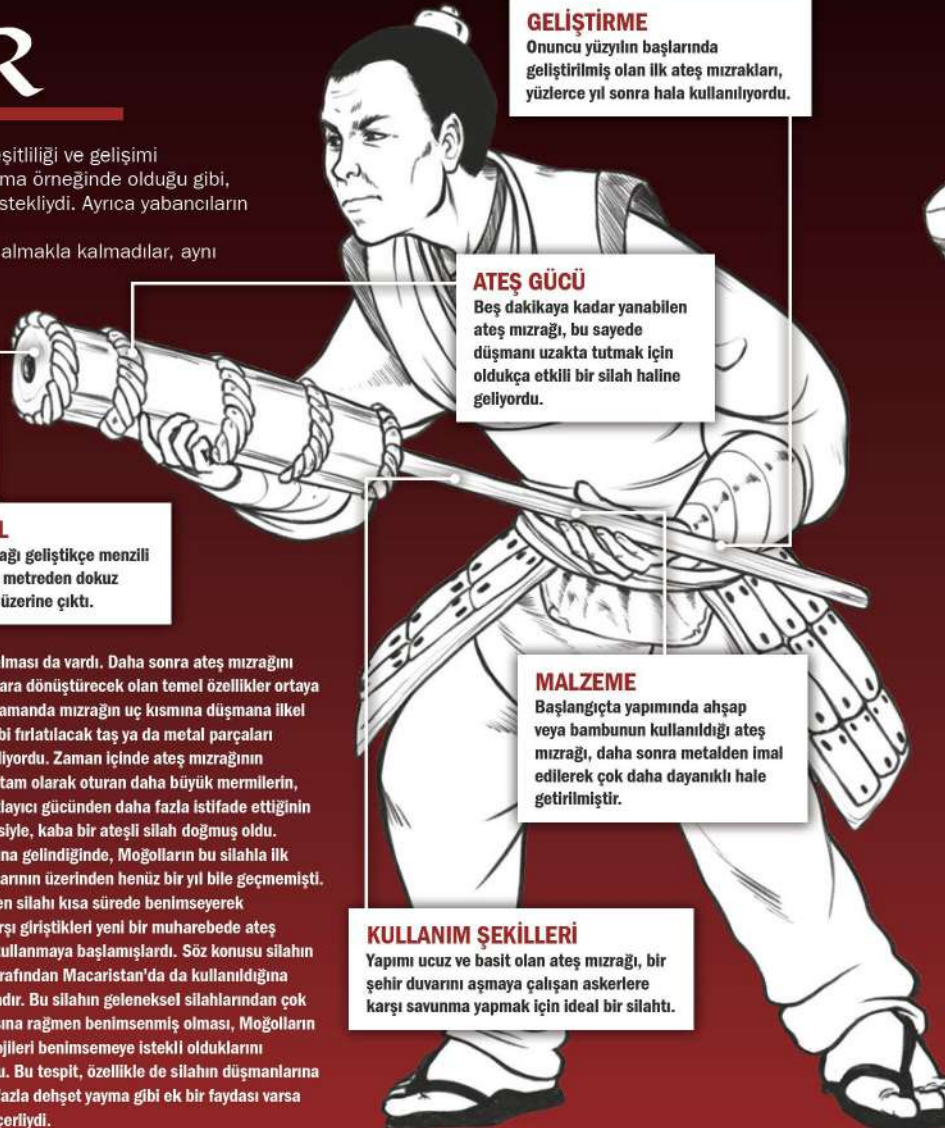 R
eşitliliği ve gelişimi
ma örneğinde olduğu gibi,
stekliydi. Ayrıca yabancıların
almakla kalmadılar, aynı
GELİŞTİRME
Onuncu yüzyılın başlarında
geliştirilmiş olan ilk ateş mızrakları,
yüzlerce yıl sonra hala kullanılıyordu.
ATEŞ GÜCÜ
Beş dakikaya kadar yanabilen
ateş mızrağı, bu sayede
düşmanı uzakta tutmak için
oldukça etkili bir silah haline
geliyordu.
L
ağı geliştikçe menzili
metreden dokuz
üzerine çıktı.
MALZEME
Başlangıçta yapımında ahşap
veya bambunun kullanıldığı ateş
mızrağı, daha sonra metalden imal
edilerek çok daha dayanıklı hale
getirilmiştir.
KULLANIM ŞEKİLLERİ
Yapımı ucuz ve basit olan ateş mızrağı, bir
şehir duvarını aşmaya çalışan askerlere
karşı savunma yapmak için ideal bir silahtı.
lması da vardı. Daha sonra ateş mızrağını
ara dönüştürecek olan temel özellikler ortaya
amanda mızrağın uç kısmına düşmana ilkel
bi fırlatılacak taş ya da metal parçaları
liyordu. Zaman içinde ateş mızrağının
tam olarak oturan daha büyük mermilerin,
tlayıcı gücünden daha fazla istifade ettiğinin
siyle, kaba bir ateşli silah doğmuş oldu.
na gelindiğinde, Moğolların bu silahla ilk
arının üzerinden henüz bir yıl bile geçmemişti.
en silahı kısa sürede benimseyerek
rşı giriştikleri yeni bir muharebede ateş
kullanmaya başlamışlardı. Söz konusu silahın
rafından Macaristan'da da kullanıldığına
dır. Bu silahın geleneksel silahlarından çok
sına rağmen benimsenmiş olması, Moğolların
ojileri benimsemeye istekli olduklarını
u. Bu tespit, özellikle de silahın düşmanlarına
fazla dehşet yayma gibi ek bir faydası varsa
çerliydi.